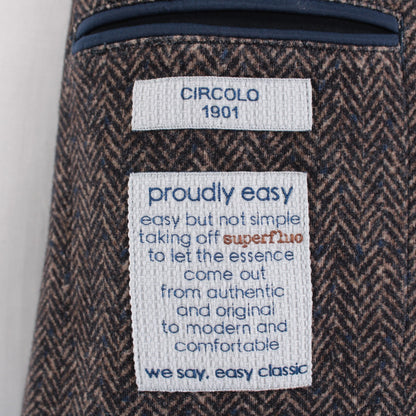 CIRCOLO
1901
proudly easy
easy but not simple
taking off superfluo
to let the essence
come out
from authentic
and original
to modern and
comfortable
we say, easy classic